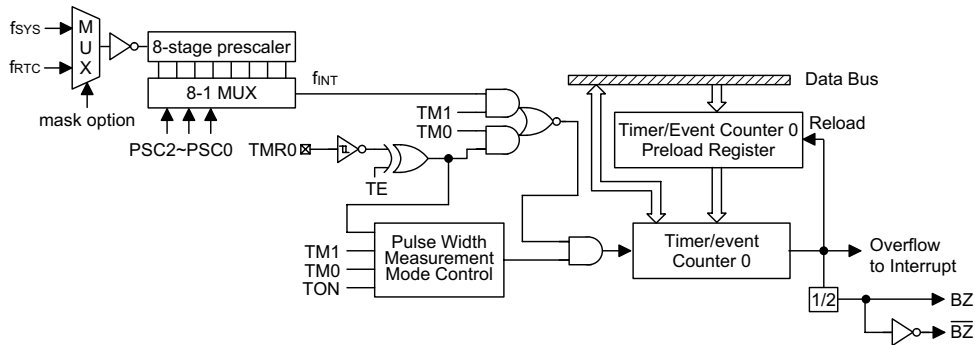 fSYS
fRTC
M
U
X
mask option
8-stage prescaler
8-1 MUX
PSC2~PSC0
fINT
TM1
TM0
TMR0
TE
TM1
TM0
TON
Pulse Width
Measurement
Mode Control
Data Bus
Timer/Event Counter 0
Preload Register
Reload
Timer/event
Counter 0
Overflow
to Interrupt
1/2
BZ
B̅Z̅